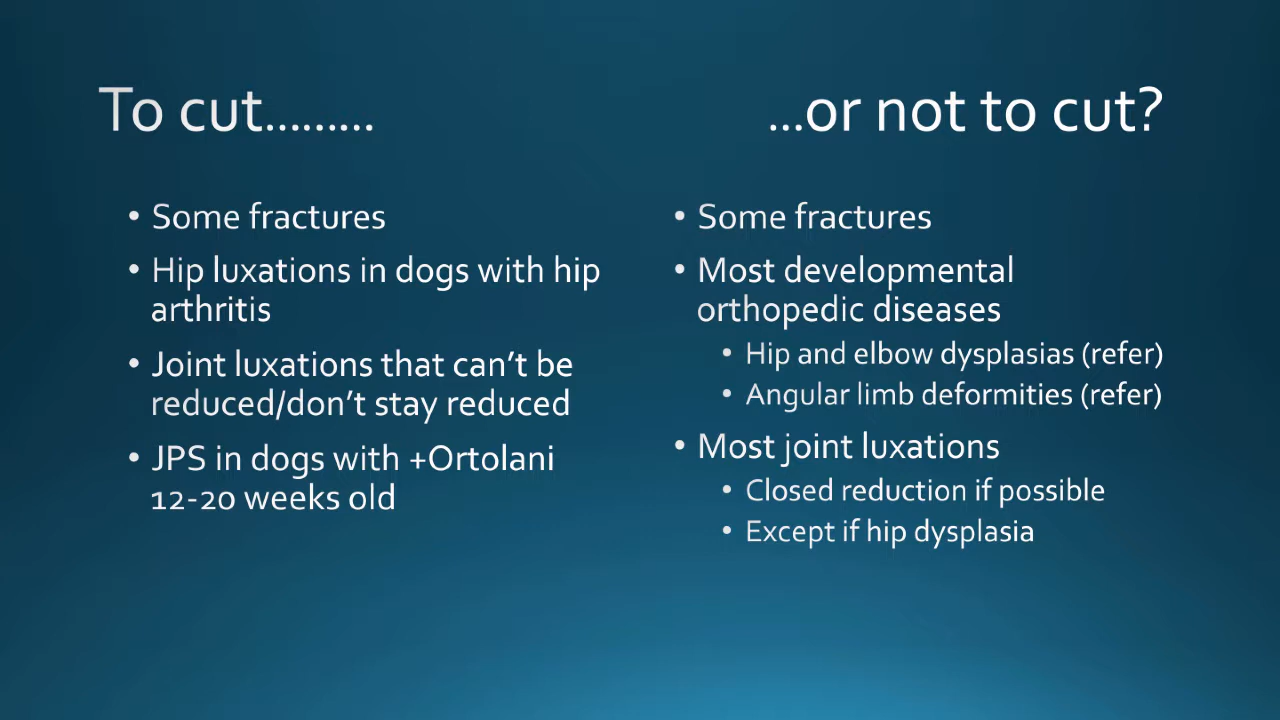 To cut.........
• Some fractures
• Hip luxations in dogs with hip
arthritis
• Joint luxations that can't be
reduced/don't stay reduced
• JPS in dogs with +Ortolani
12-20 weeks old
...or not to cut?
• Some fractures
• Most developmental
orthopedic diseases
• Hip and elbow dysplasias (refer)
• Angular limb deformities (refer)
• Most joint luxations
• Closed reduction if possible
• Except if hip dysplasia